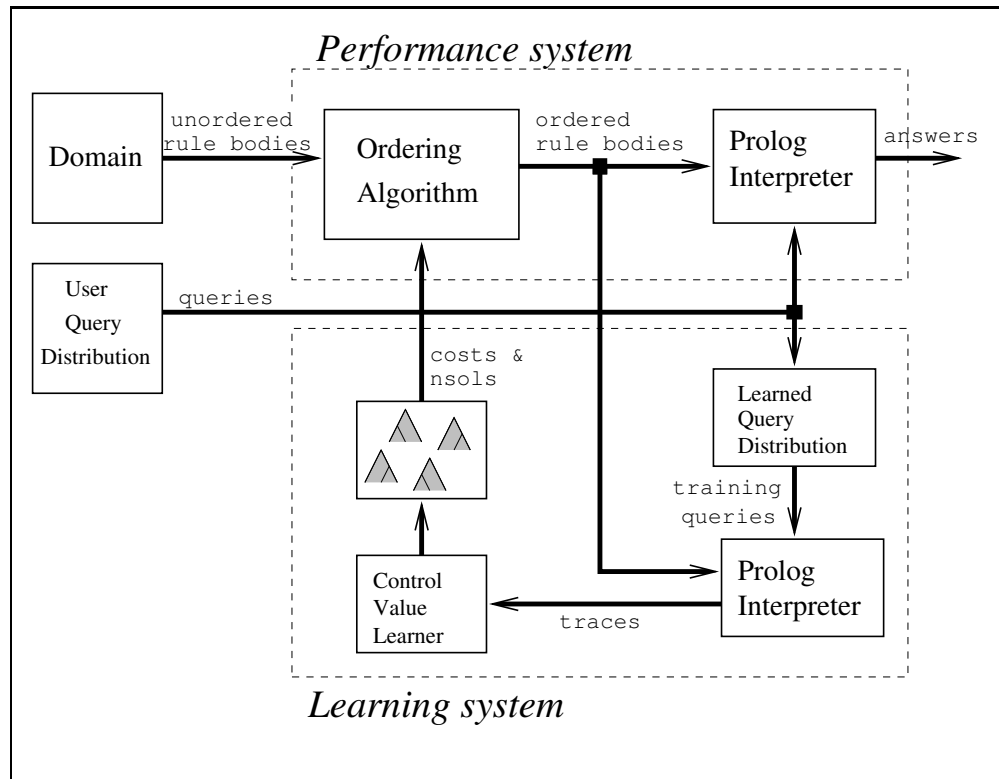 Performance system
Domain
unordered
rule bodies
Ordering
Algorithm
ordered
rule bodies
Prolog
Interpreter
answers
User
Query
Distribution
queries
costs &
nsols
Learned
Query
Distribution
training
queries
Control
Value
Learner
traces
Prolog
Interpreter
Learning system